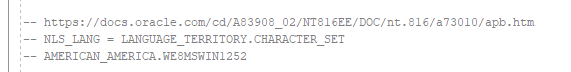 -- https://docs.oracle.com/cd/A83908_02/NT816EE/DOC/nt.816/a73010/apb.htm
-- NLS_LANG = LANGUAGE_TERRITORY.CHARACTER_SET
-- AMERICAN_AMERICA.WE8MSWIN1252